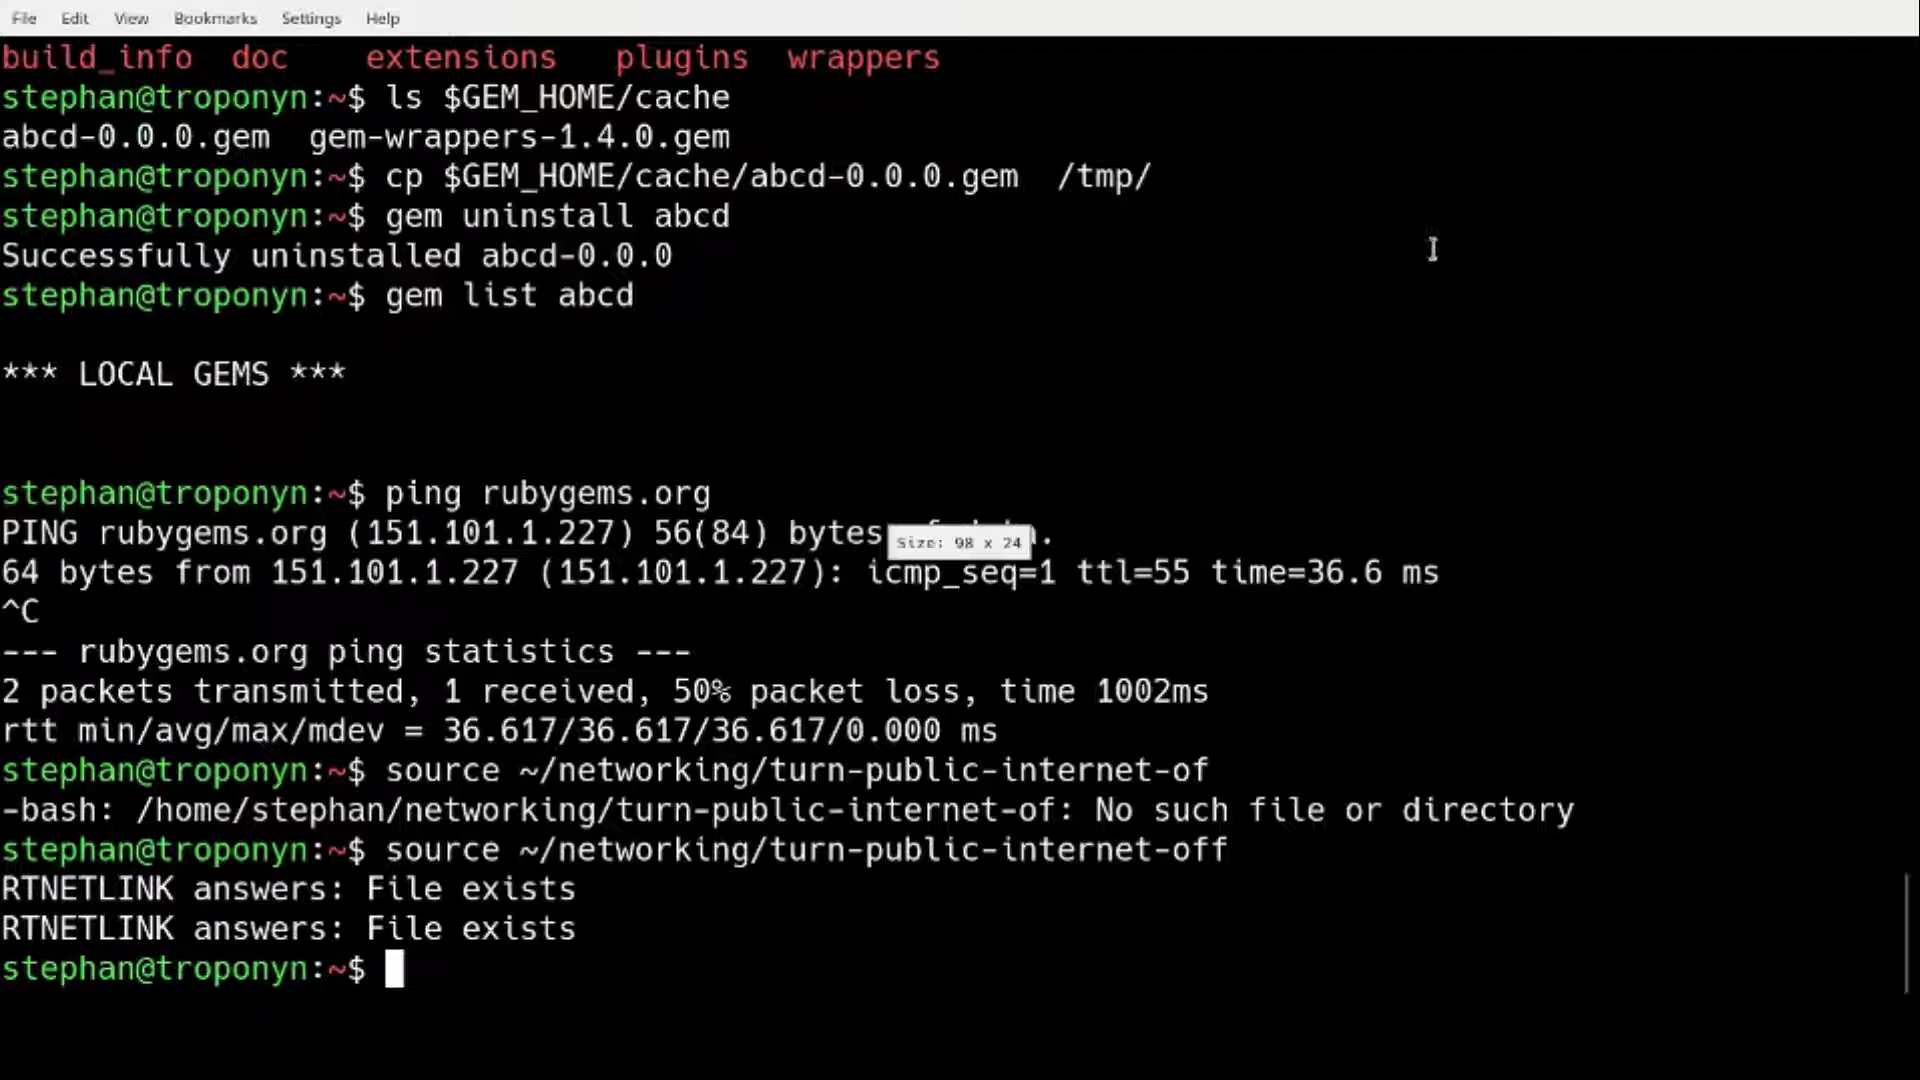 File Edit View Bookmarks Settings Help
build_info doc extensions plugins wrappers
stephan@troponyn:~$ ls $GEM_HOME/cache
abcd-0.0.0.gem gem-wrappers-1.4.0.gem
stephan@troponyn:~$ cp $GEM_HOME/cache/abcd-0.0.0.gem /tmp/
stephan@troponyn:~$ gem uninstall abcd
Successfully uninstalled abcd-0.0.0
stephan@troponyn:~$ gem list abcd
*** LOCAL GEMS ***
stephan@troponyn:~$ ping rubygems.org
PING rubygems.org (151.101.1.227) 56(84) bytes
Size: 98 x 24
64 bytes from 151.101.1.227 (151.101.1.227): icmp_seq=1 ttl=55 time=36.6 ms
^C
--- rubygems.org ping statistics ---
2 packets transmitted, 1 received, 50% packet loss, time 1002ms
rtt min/avg/max/mdev = 36.617/36.617/36.617/0.000 ms
stephan@troponyn:~$ source ~/networking/turn-public-internet-of
-bash: /home/stephan/networking/turn-public-internet-of: No such file or directory
stephan@troponyn:~$ source ~/networking/turn-public-internet-off
RTNETLINK answers: File exists
RTNETLINK answers: File exists
stephan@troponyn:~$